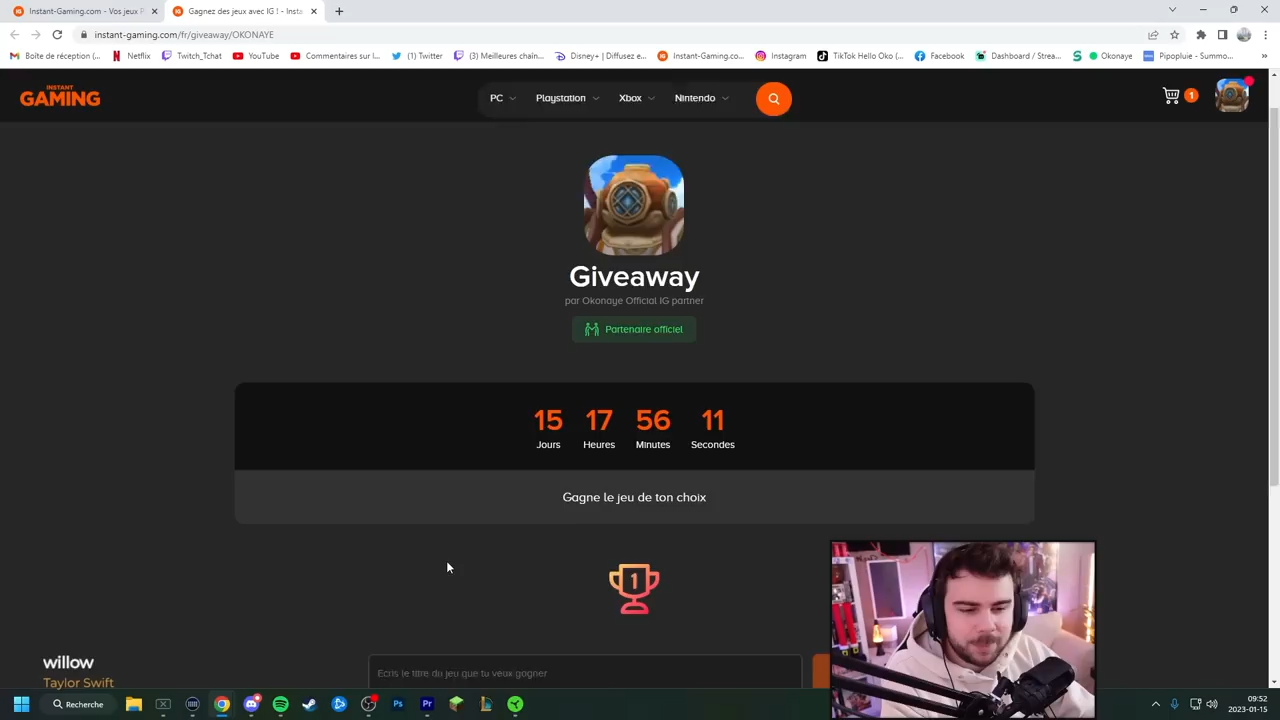 Instant-Gaming.com - Vos jeux P
Gagnez des jeux avec IG ! - Insta
instant-gaming.com/fr/giveaway/OKONAYE
Boîte de réception (...
Netflix
Twitch_Tchat
YouTube
Commentaires sur l...
(1) Twitter
(3) Meilleures chaîn...
Disney+ | Diffusez e...
Instant-Gaming.co...
Instagram
TikTok Hello Oko (...
Facebook
Dashboard / Strea...
Okonaye
Pipopluie - Summo...
»
INSTANT
GAMING
PC
Playstation
Xbox
Nintendo
1
Giveaway
par Okonaye Official IG partner
Partenaire officiel
15 17 56 11
Jours Heures Minutes Secondes
Gagne le jeu de ton choix
1
willow
Taylor Swift
Ecris le titre du jeu que tu veux gagner
Recherche
09:52
2023-01-15